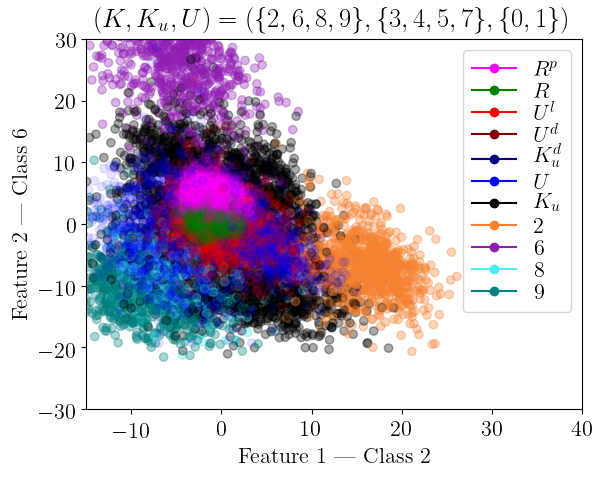 (K, K_u, U) = ({2, 6, 8, 9}, {3, 4, 5, 7}, {0, 1})
30
20
10
0
−10
−20
−30
Feature 2 — Class 6
R^p
R
U^l
U^d
K_u^d
U
K_u
2
6
8
9
−10
0
10
20
30
40
Feature 1 — Class 2